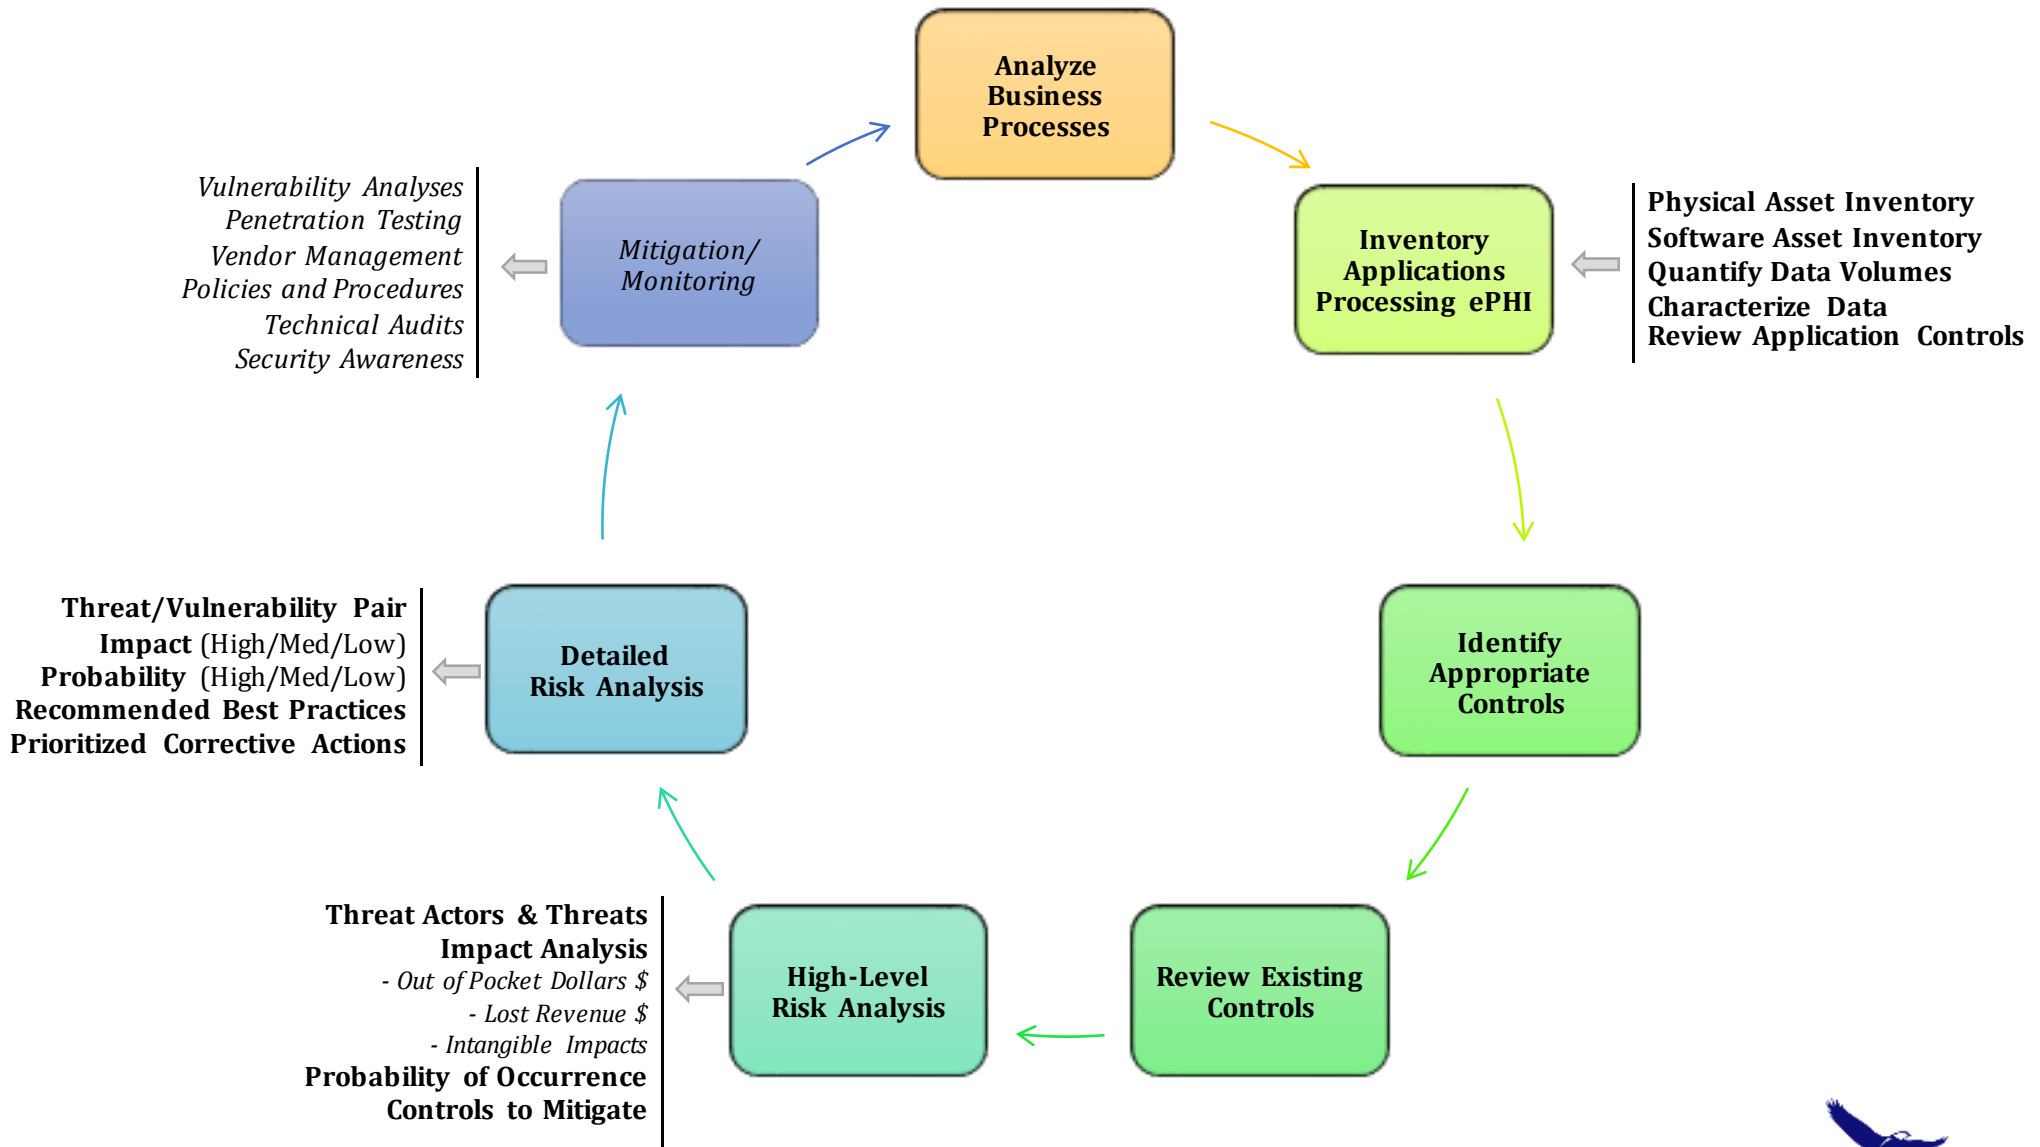 Analyze
Business
Processes
Inventory
Applications
Processing ePHI
Physical Asset Inventory
Software Asset Inventory
Quantify Data Volumes
Characterize Data
Review Application Controls
Identify
Appropriate
Controls
Review Existing
Controls
High-Level
Risk Analysis
Threat Actors & Threats
Impact Analysis
- Out of Pocket Dollars $
- Lost Revenue $
- Intangible Impacts
Probability of Occurrence
Controls to Mitigate
Detailed
Risk Analysis
Threat/Vulnerability Pair
Impact (High/Med/Low)
Probability (High/Med/Low)
Recommended Best Practices
Prioritized Corrective Actions
Mitigation/
Monitoring
Vulnerability Analyses
Penetration Testing
Vendor Management
Policies and Procedures
Technical Audits
Security Awareness